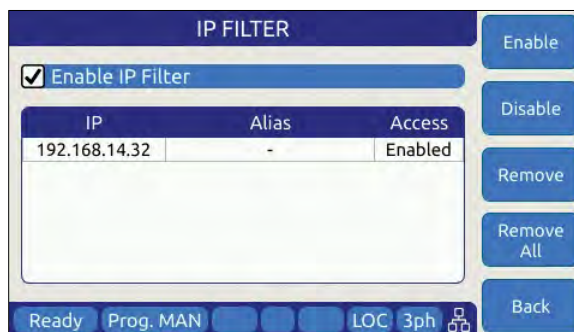 IP FILTER
Enable IP Filter
IP Alias Access
192.168.14.32 - Enabled
Enable
Disable
Remove
Remove
All
Back
Ready Prog. MAN LOC 3ph